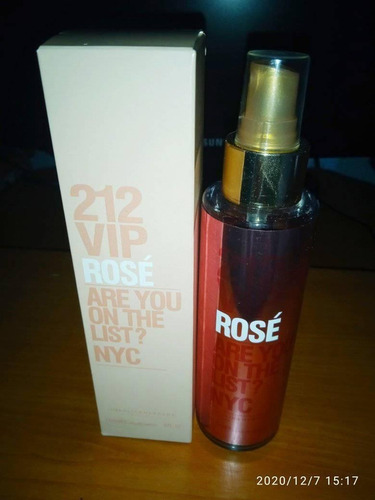 212
VIP
ROSÉ
ARE YOU
ON THE
LIST?
NYC
ROSÉ
ARE YOU
ON THE
LIST?
NYC
SUN
2020/12/7 15:17